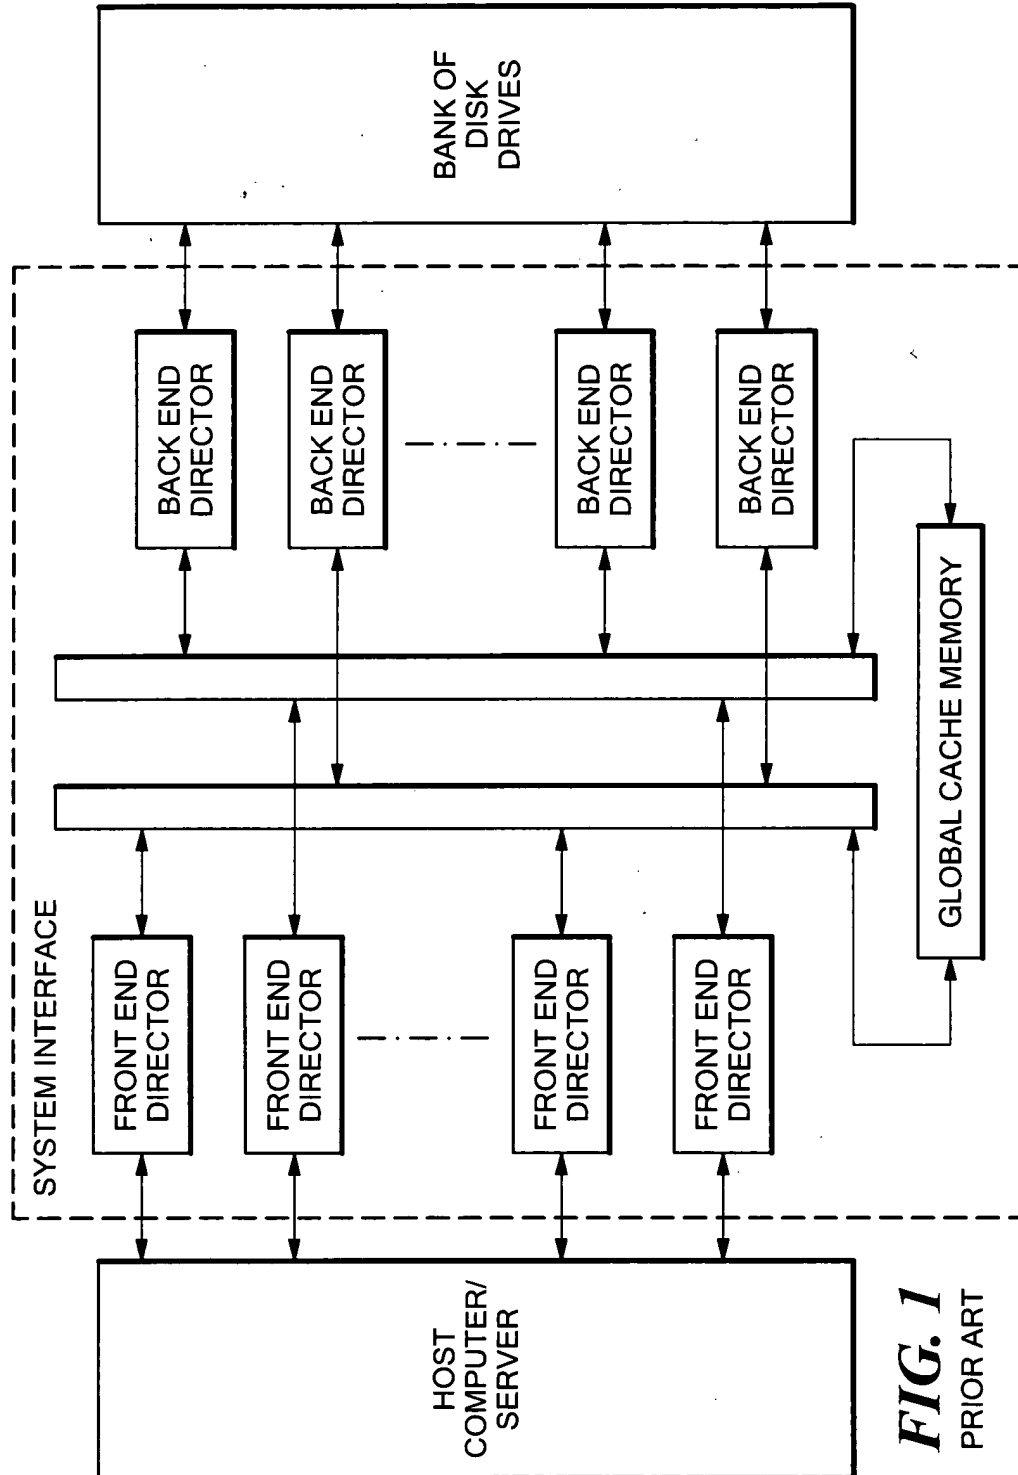 SYSTEM INTERFACE
HOST
COMPUTER/
SERVER
FRONT END
DIRECTOR
FRONT END
DIRECTOR
FRONT END
DIRECTOR
FRONT END
DIRECTOR
BACK END
DIRECTOR
BACK END
DIRECTOR
BACK END
DIRECTOR
BACK END
DIRECTOR
BANK OF
DISK
DRIVES
GLOBAL CACHE MEMORY
FIG. 1
PRIOR ART